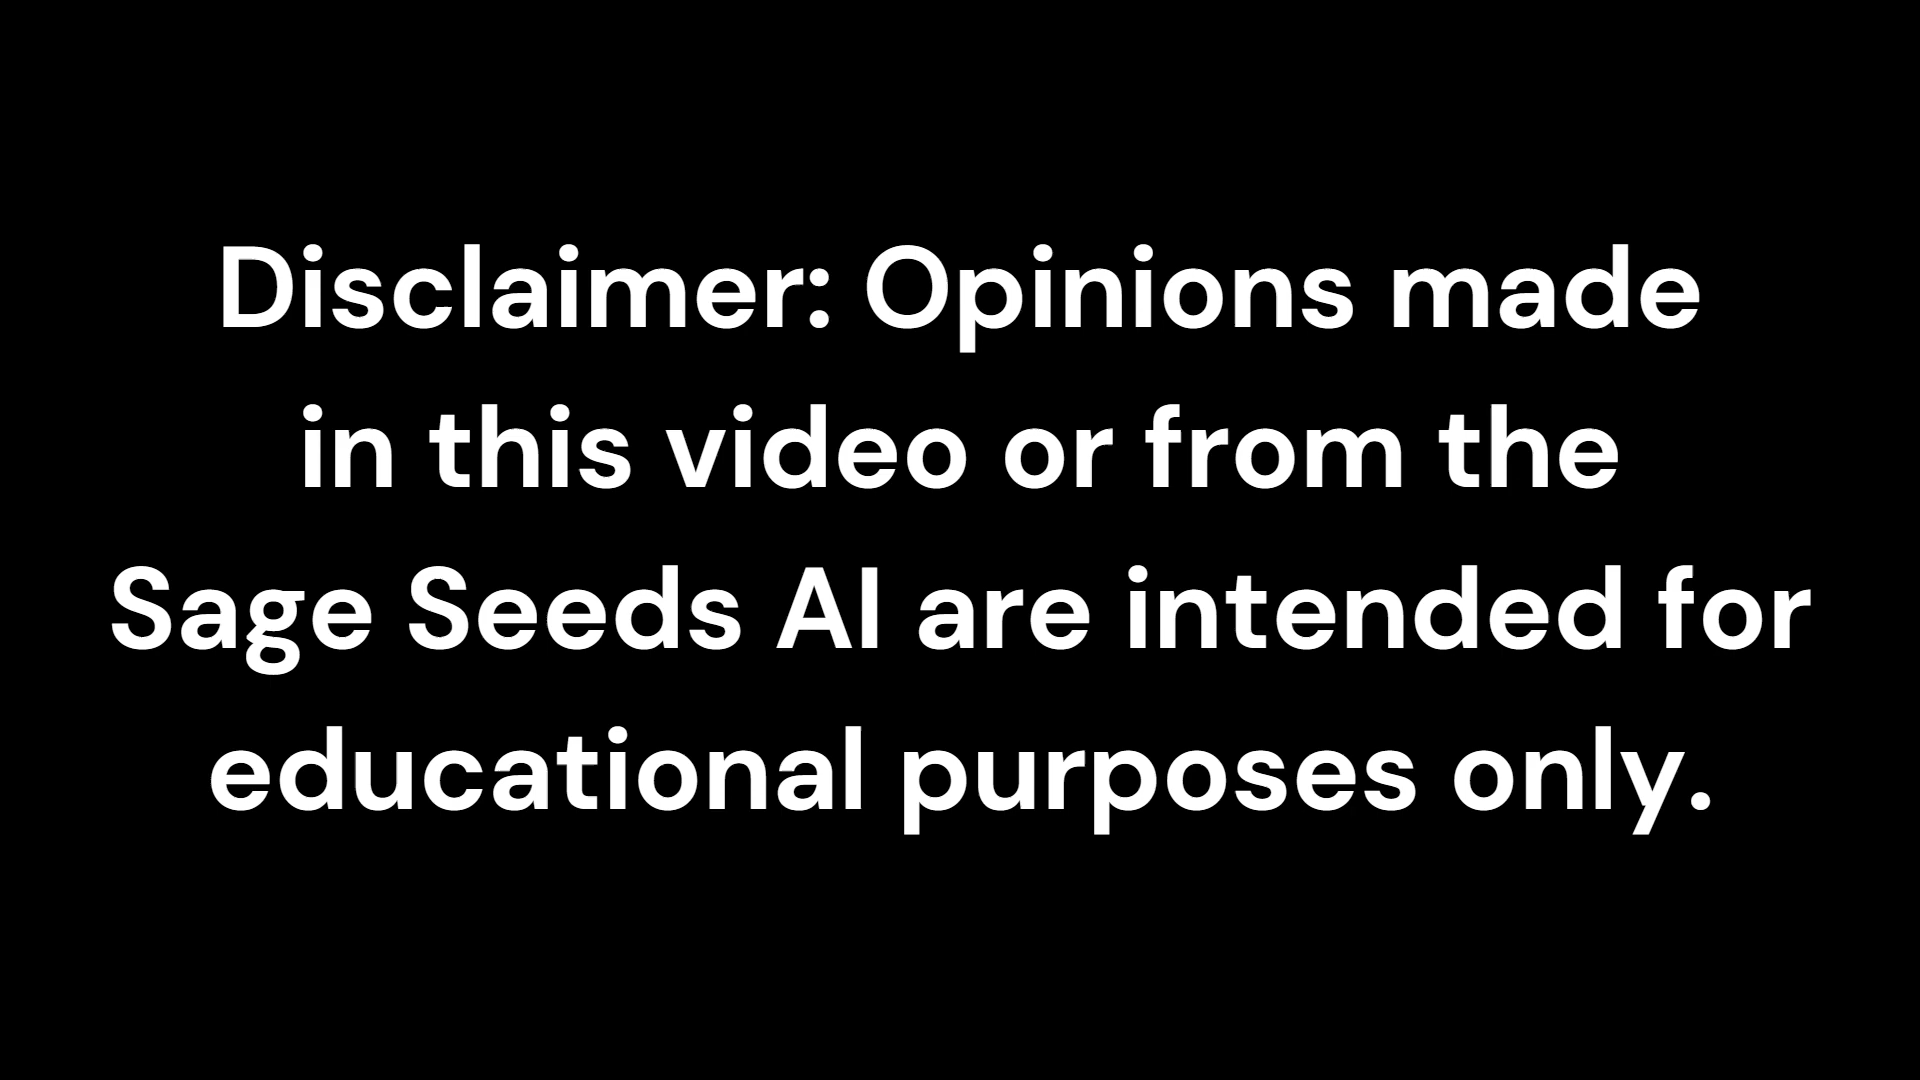 Disclaimer: Opinions made
in this video or from the
Sage Seeds AI are intended for
educational purposes only.